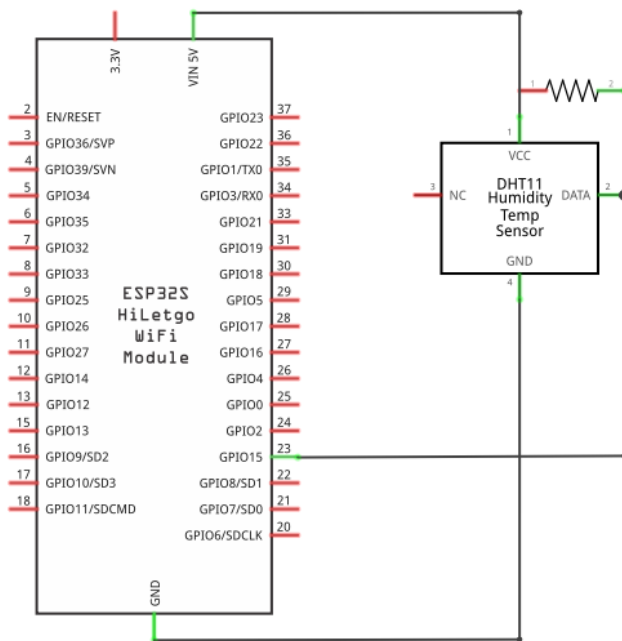 3.3V
VIN 5V
2 EN/RESET
3 GPIO36/SVP
4 GPIO39/SVN
5 GPIO34
6 GPIO35
7 GPIO32
8 GPIO33
9 GPIO25
10 GPIO26
11 GPIO27
12 GPIO14
13 GPIO12
15 GPIO13
16 GPIO9/SD2
17 GPIO10/SD3
18 GPIO11/SDCMD
GPIO23 37
GPIO22 36
GPIO1/TX0 35
GPIO3/RX0 34
GPIO21 33
GPIO19 31
GPIO18 30
GPIO5 29
GPIO17 28
GPIO16 27
GPIO4 26
GPIO0 25
GPIO2 24
GPIO15 23
GPIO8/SD1 22
GPIO7/SD0 21
GPIO6/SDCLK 20
ESP32S
HiLetgo
WiFi
Module
GND
1 2
1
VCC
3 NC
DHT11
Humidity
Temp
Sensor
DATA 2
GND
4